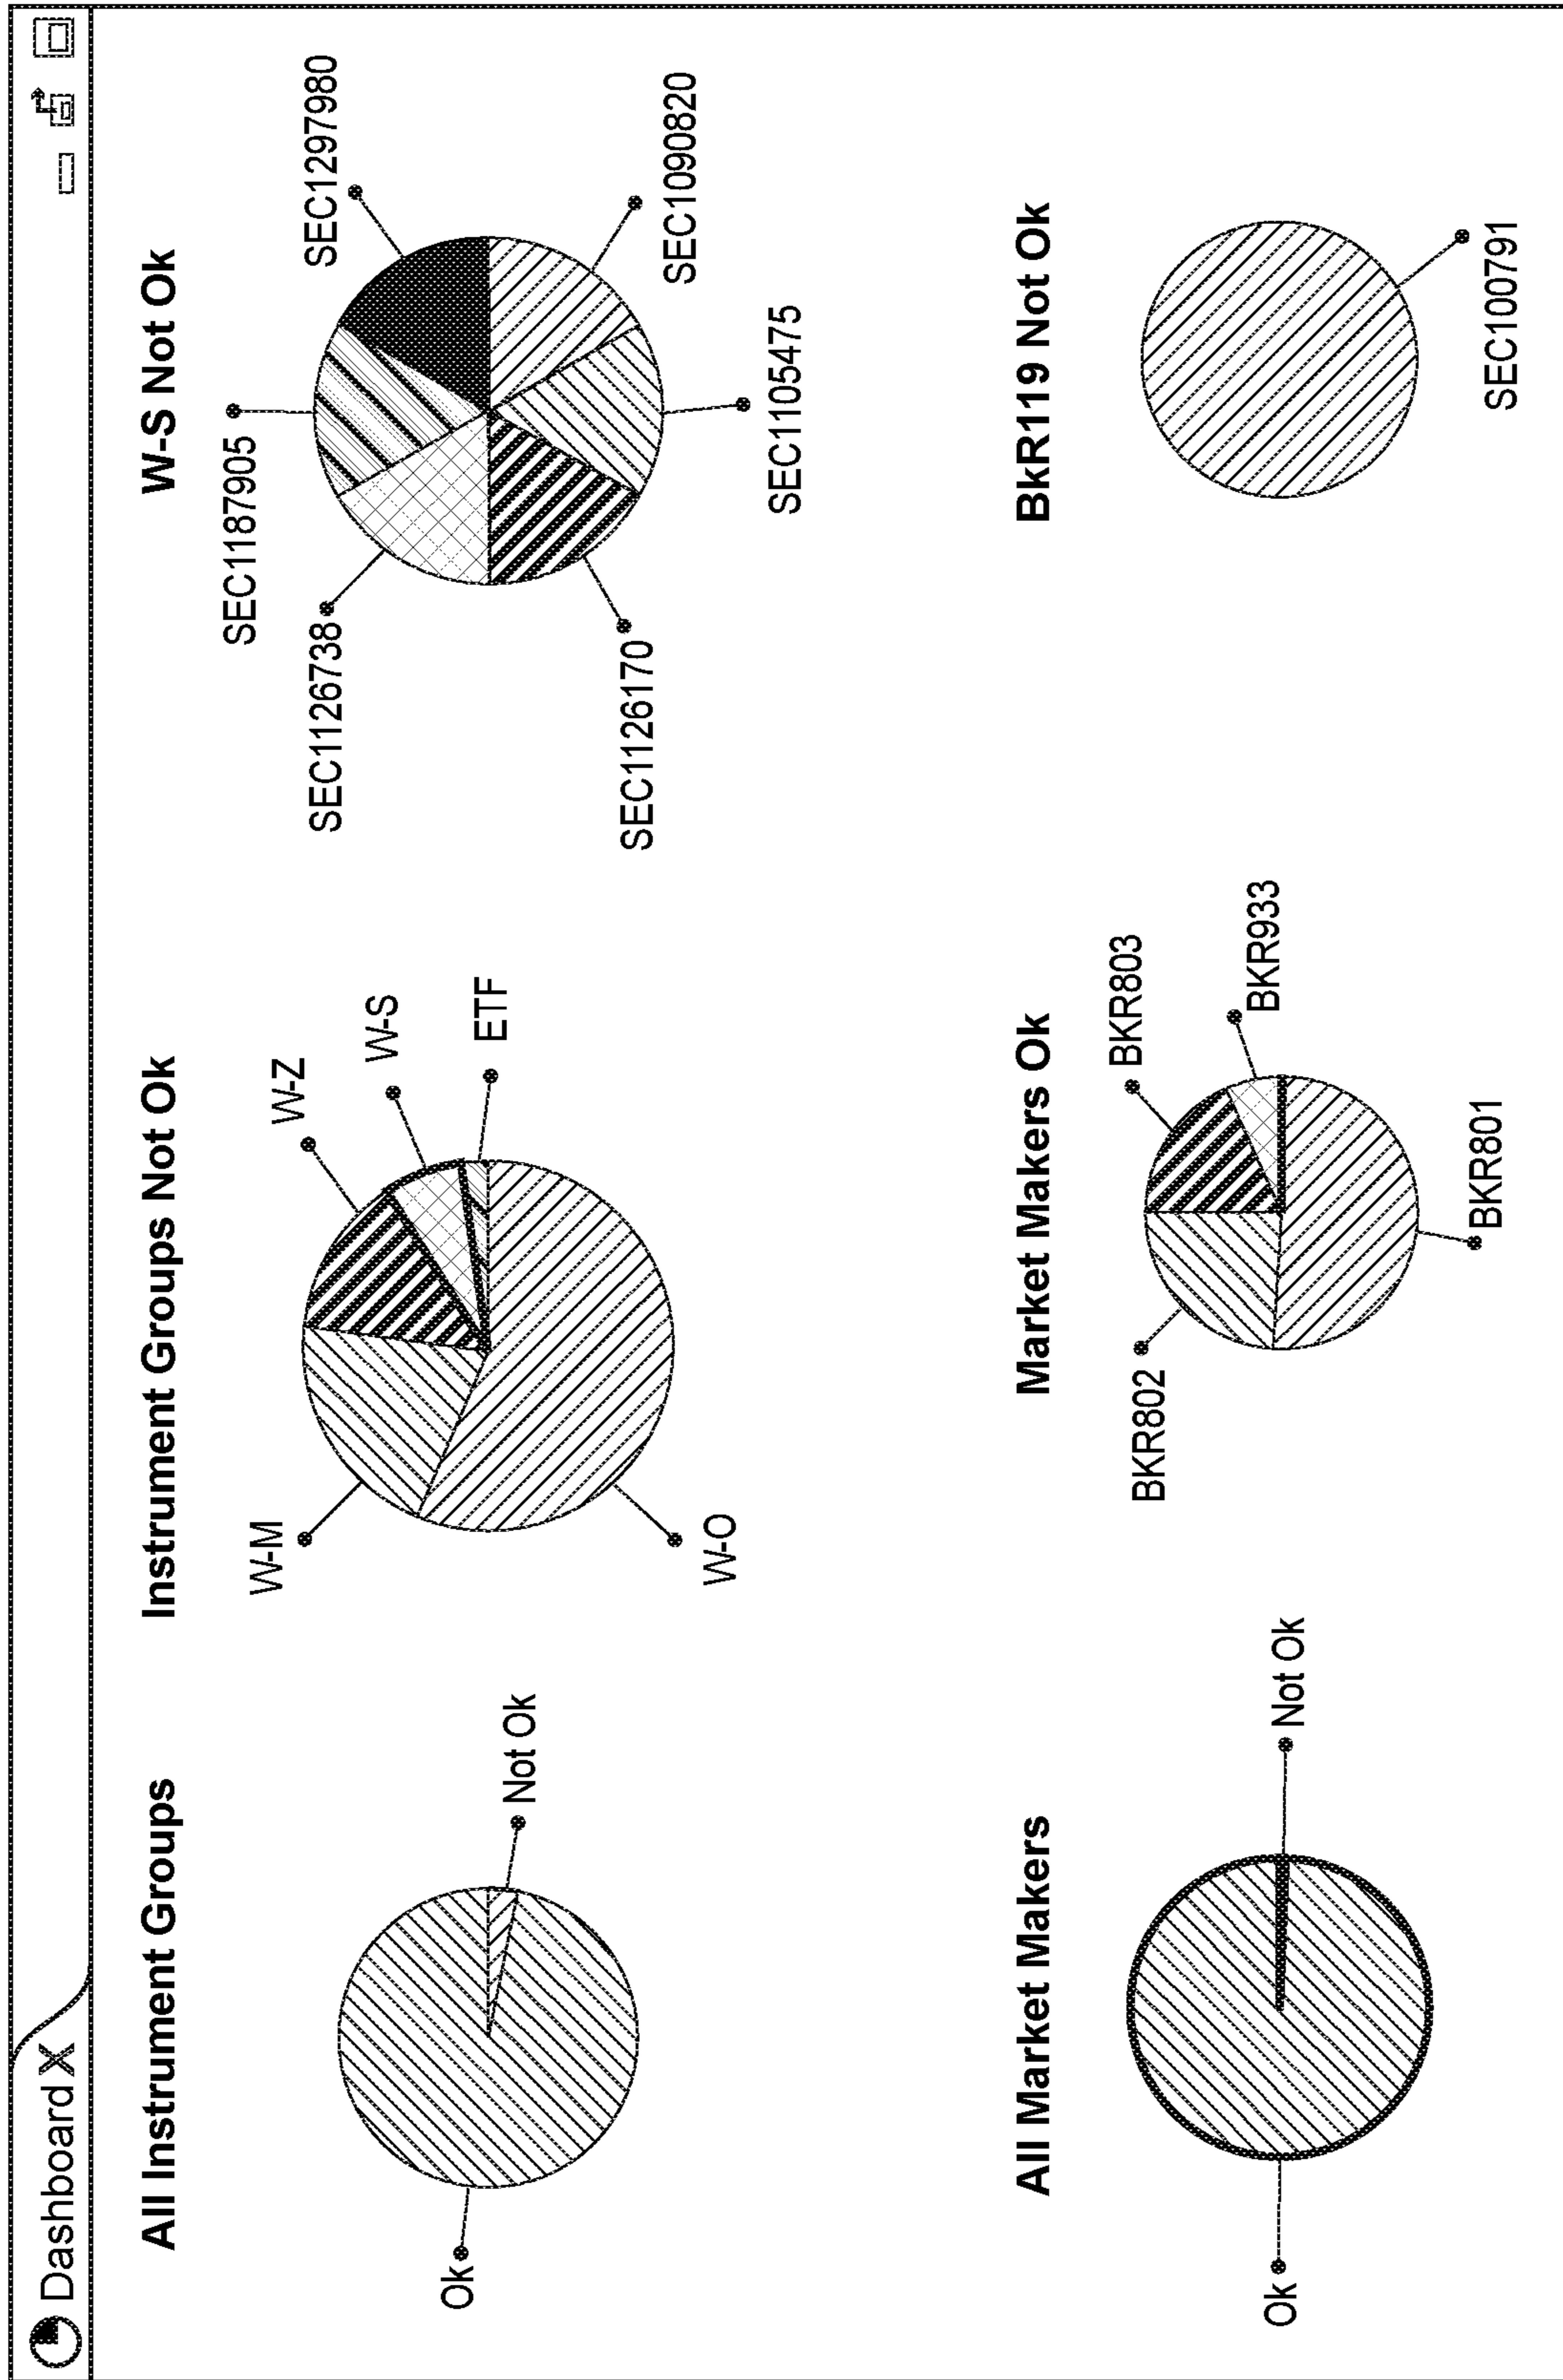 Dashboard X
All Instrument Groups
Ok
Not Ok
Instrument Groups Not Ok
W-M
W-Z
W-S
ETF
W-O
W-S Not Ok
SEC1187905
SEC1297980
SEC1126738
SEC1126170
SEC1090820
SEC1105475
All Market Makers
Ok
Not Ok
Market Makers Ok
BKR802
BKR803
BKR933
BKR801
BkR119 Not Ok
SEC100791